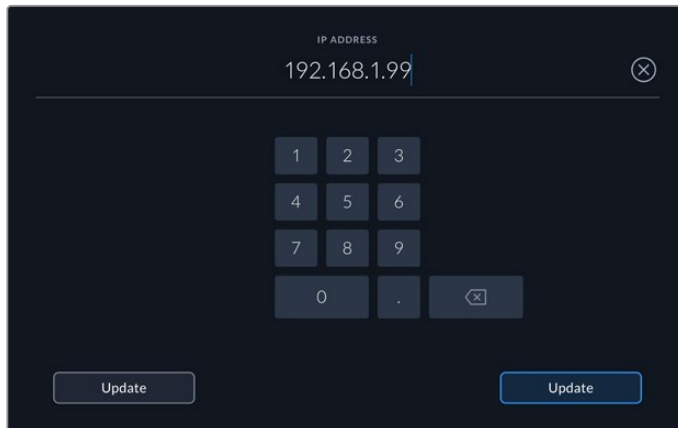 IP ADDRESS
192.168.1.99
1 2 3
4 5 6
7 8 9
0 .
Update Update